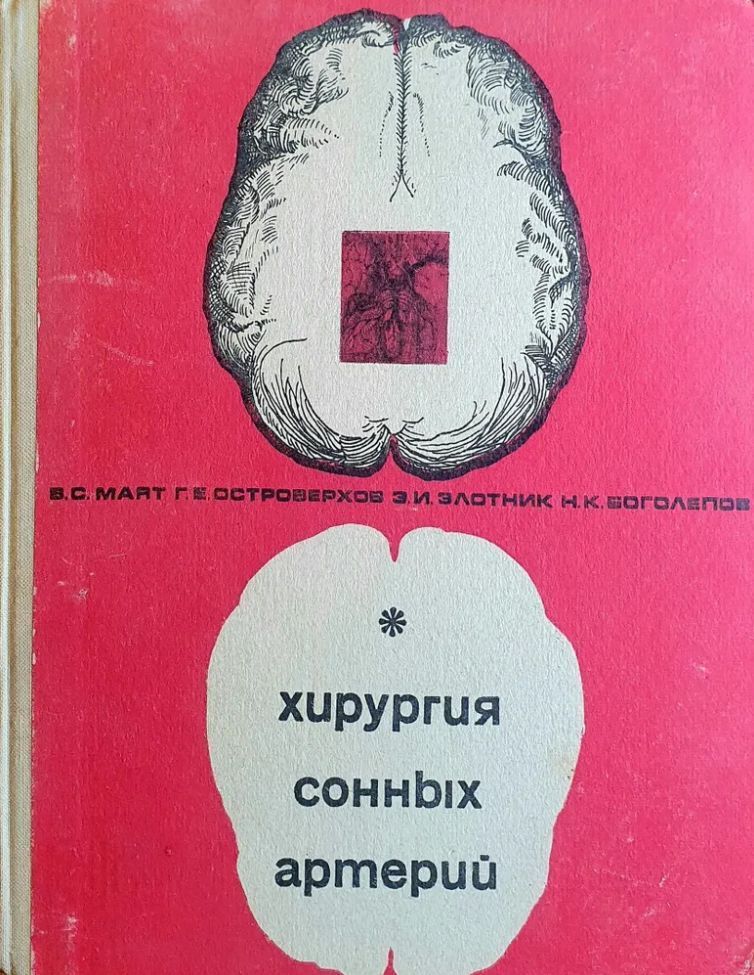 В.С. МАЯТ Г.Е. ОСТРОВЕРХОВ Э.И. ЗЛОТНИК Н.К. БОГОЛЕПОВ
*
хирургия
сонных
артерий